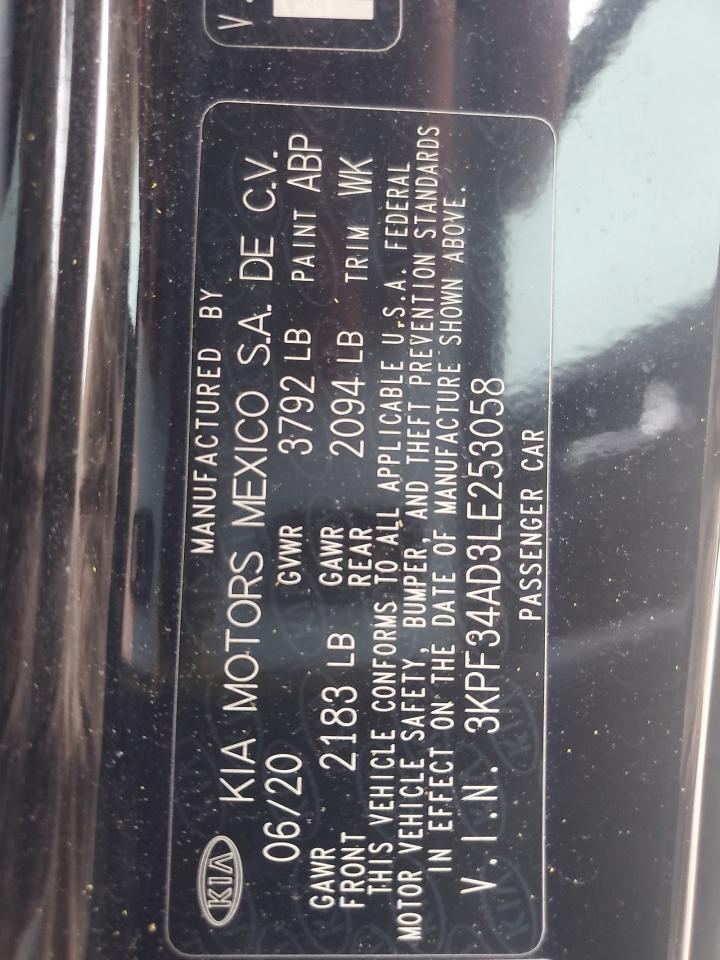 V.
KIA
MANUFACTURED BY
KIA MOTORS MEXICO S.A. DE C.V.
06/20 GVWR 3792 LB PAINT ABP
GAWR FRONT 2183 LB GAWR REAR 2094 LB TRIM WK
THIS VEHICLE CONFORMS TO ALL APPLICABLE U.S.A. FEDERAL
MOTOR VEHICLE SAFETY, BUMPER, AND THEFT PREVENTION STANDARDS
IN EFFECT ON THE DATE OF MANUFACTURE SHOWN ABOVE.
V.I.N. 3KPF34AD3LE253058
PASSENGER CAR